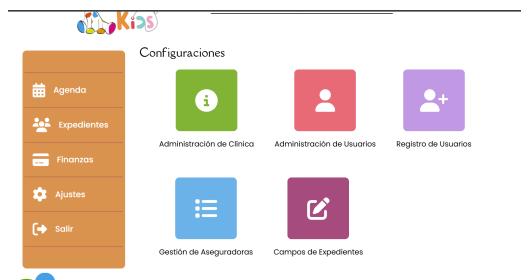 Kids
Configuraciones
Agenda
Expedientes
Finanzas
Ajustes
Salir
Administración de Clínica
Administración de Usuarios
Registro de Usuarios
Gestión de Aseguradoras
Campos de Expedientes